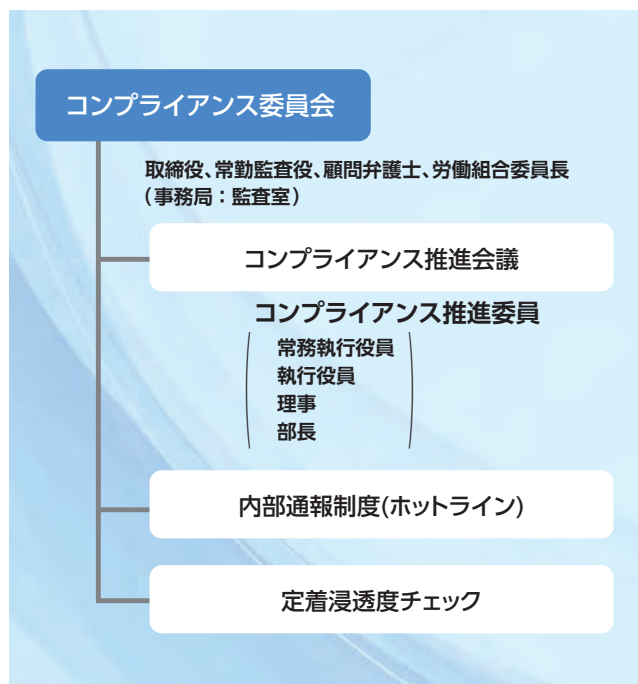 コンプライアンス委員会
取締役、常勤監査役、顧問弁護士、労働組合委員長
（事務局：監査室）
コンプライアンス推進会議
コンプライアンス推進委員
常務執行役員
執行役員
理事
部長
内部通報制度(ホットライン)
定着浸透度チェック